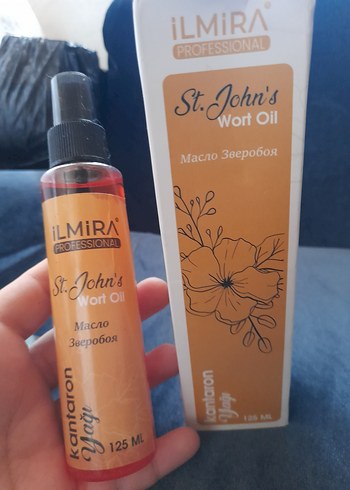 iLMiRA®
PROFESSIONAL
St. John's
Wort Oil
Масло Зверобоя
kantaron
Yağı
125 ML
iLMiRA®
PROFESSIONAL
St. John's
Wort Oil
Масло
Зверобоя
kantaron
Yağı
125 ML